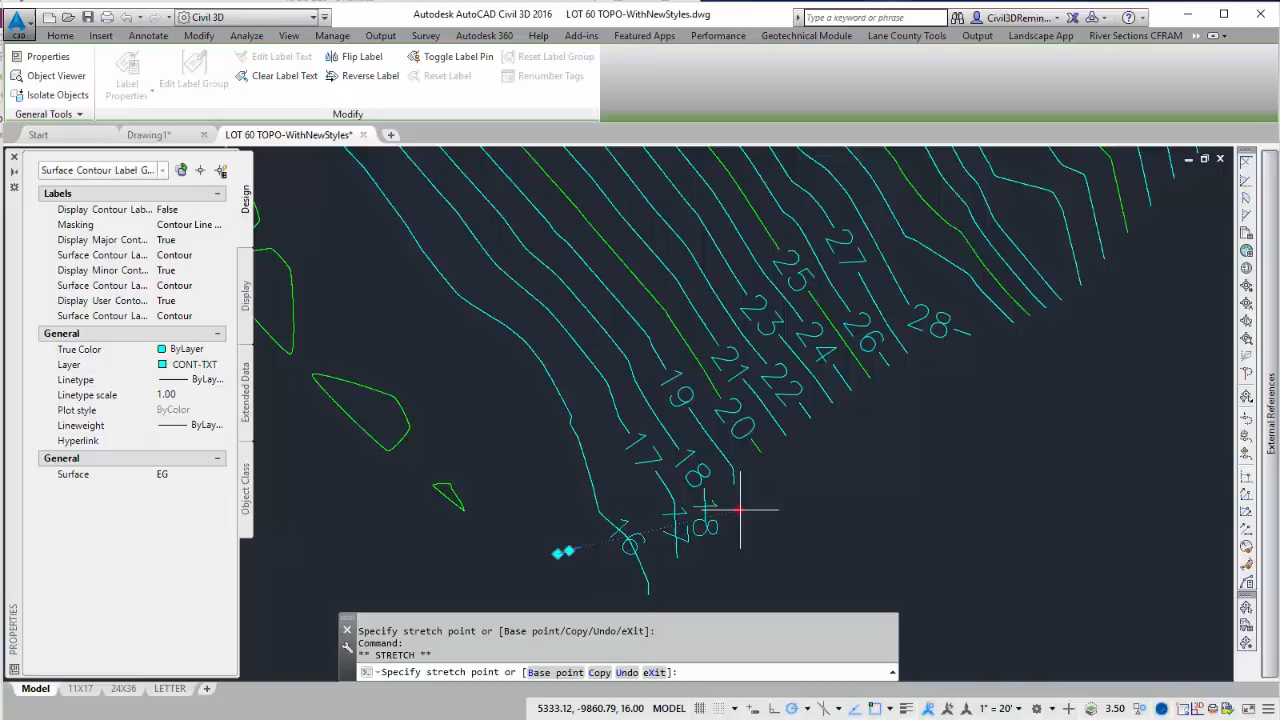 Civil 3D
Autodesk AutoCAD Civil 3D 2016 LOT 60 TOPO-WithNewStyles.dwg
Type a keyword or phrase
Civil3DRemin...
C3D
Home Insert Annotate Modify Analyze View Manage Output Survey Autodesk 360 Help Add-ins Featured Apps Performance Geotechnical Module Lane County Tools Output Landscape App River Sections CFRAM
Properties
Object Viewer
Isolate Objects
General Tools
Label Properties
Edit Label Group
Edit Label Text
Clear Label Text
Flip Label
Reverse Label
Toggle Label Pin
Reset Label
Reset Label Group
Renumber Tags
Modify
Start Drawing1* LOT 60 TOPO-WithNewStyles*
Surface Contour Label G...
Labels
Display Contour Lab... False
Masking Contour Line ...
Display Major Cont... True
Surface Contour La... Contour
Display Minor Cont... True
Surface Contour La... Contour
Display User Conto... True
Surface Contour La... Contour
General
True Color ByLayer
Layer CONT-TXT
Linetype ByLay...
Linetype scale 1.00
Plot style ByColor
Lineweight ByLay...
Hyperlink
General
Surface EG
Design
Display
Extended Data
Object Class
PROPERTIES
27
25
23
24
26
28
21
22
19
20
17
18
16
17
18
External References
Specify stretch point or [Base point/Copy/Undo/eXit]:
Command:
** STRETCH **
Specify stretch point or [Base point Copy Undo eXit]:
Model 11X17 24X36 LETTER
5333.12, -9860.79, 16.00 MODEL 1" = 20' 3.50